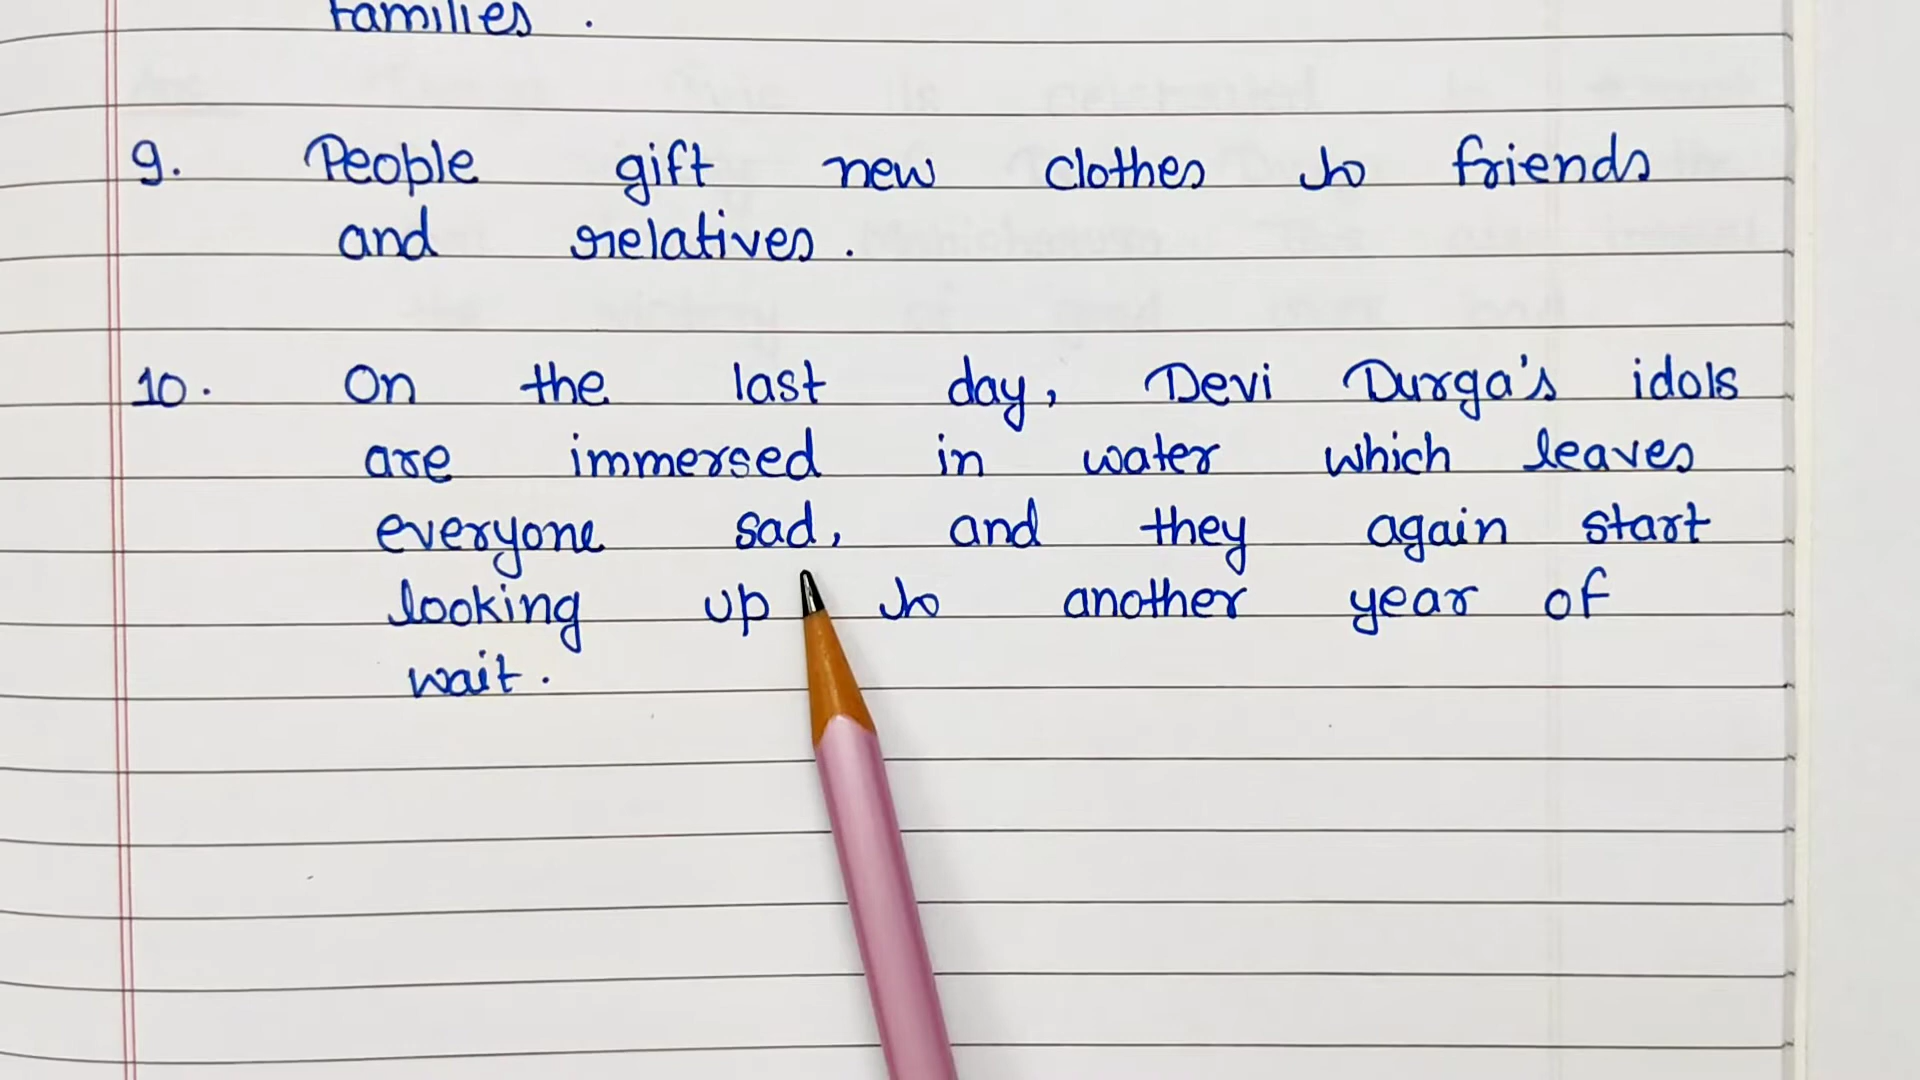 families .
9. People gift new clothes to friends
and relatives .
10. On the last day, Devi Durga's idols
are immersed in water which leaves
everyone sad, and they again start
looking up to another year of
wait .